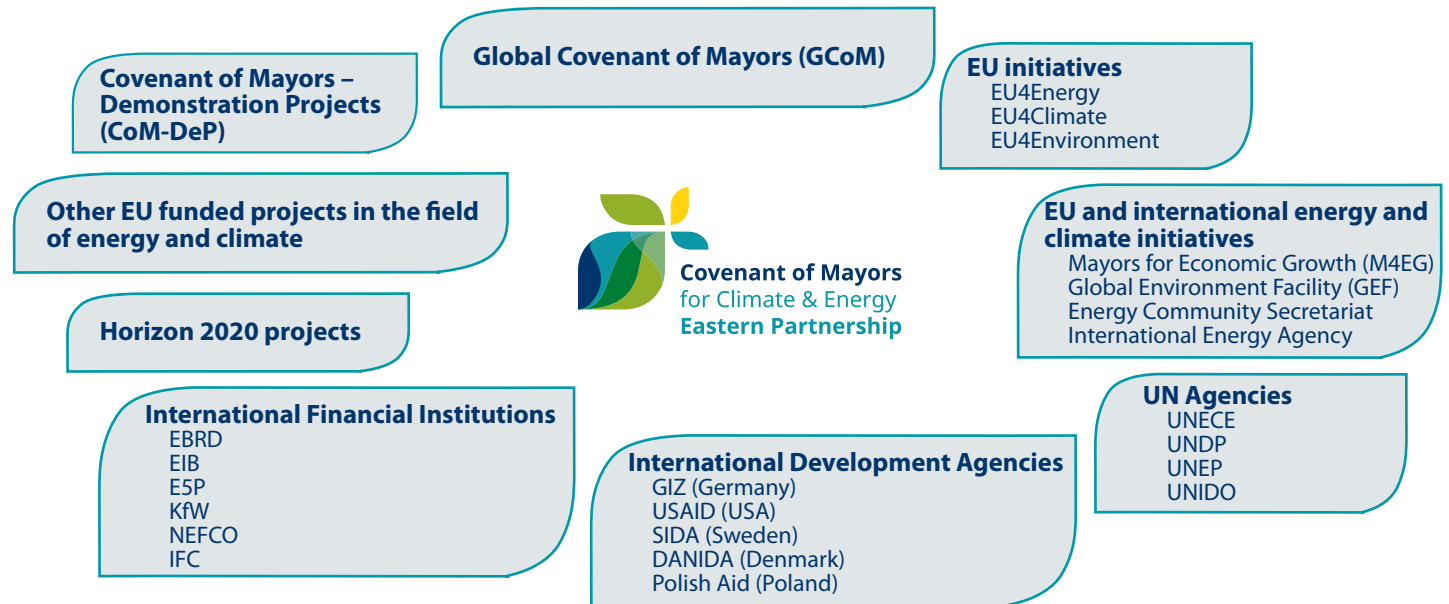 Global Covenant of Mayors (GCoM)
Covenant of Mayors –
Demonstration Projects
(CoM-DeP)
EU initiatives
EU4Energy
EU4Climate
EU4Environment
Other EU funded projects in the field
of energy and climate
EU and international energy and
climate initiatives
Mayors for Economic Growth (M4EG)
Global Environment Facility (GEF)
Energy Community Secretariat
International Energy Agency
Covenant of Mayors
for Climate & Energy
Eastern Partnership
Horizon 2020 projects
International Financial Institutions
EBRD
EIB
E5P
KfW
NEFCO
IFC
International Development Agencies
GIZ (Germany)
USAID (USA)
SIDA (Sweden)
DANIDA (Denmark)
Polish Aid (Poland)
UN Agencies
UNECE
UNDP
UNEP
UNIDO